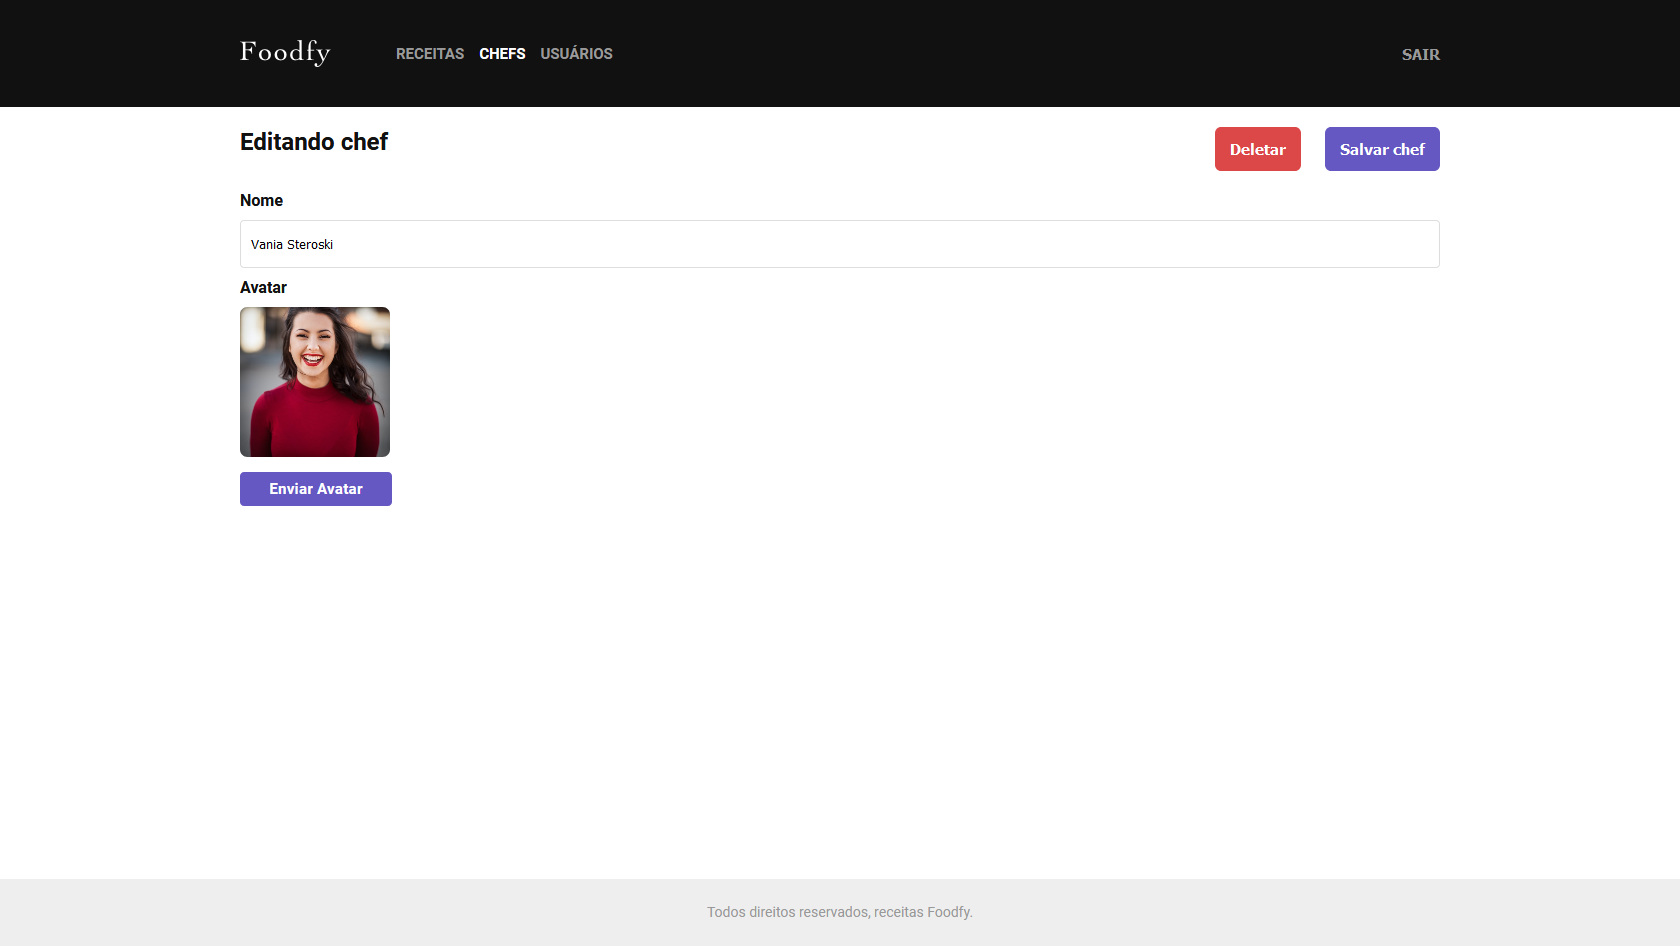 Foodfy
RECEITAS CHEFS USUÁRIOS
SAIR
Editando chef
Deletar
Salvar chef
Nome
Vania Steroski
Avatar
Enviar Avatar
Todos direitos reservados, receitas Foodfy.